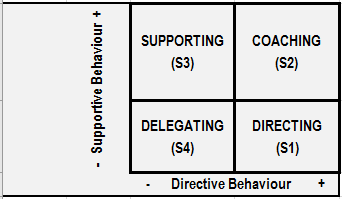 - Supportive Behaviour +
SUPPORTING
(S3)
COACHING
(S2)
DELEGATING
(S4)
DIRECTING
(S1)
- Directive Behaviour +